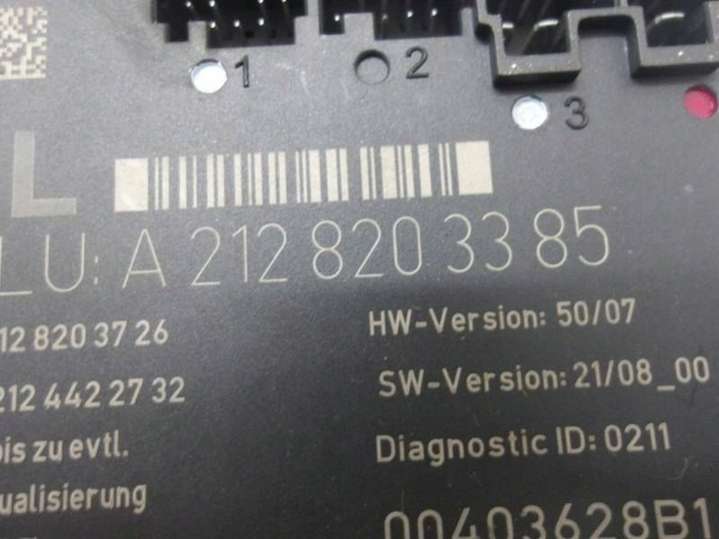 1 2
3
L
LU: A 212 820 33 85
12 820 37 26
HW-Version: 50/07
212 442 27 32
SW-Version: 21/08_00
bis zu evtl.
Diagnostic ID: 0211
ualisierung
00403628B1